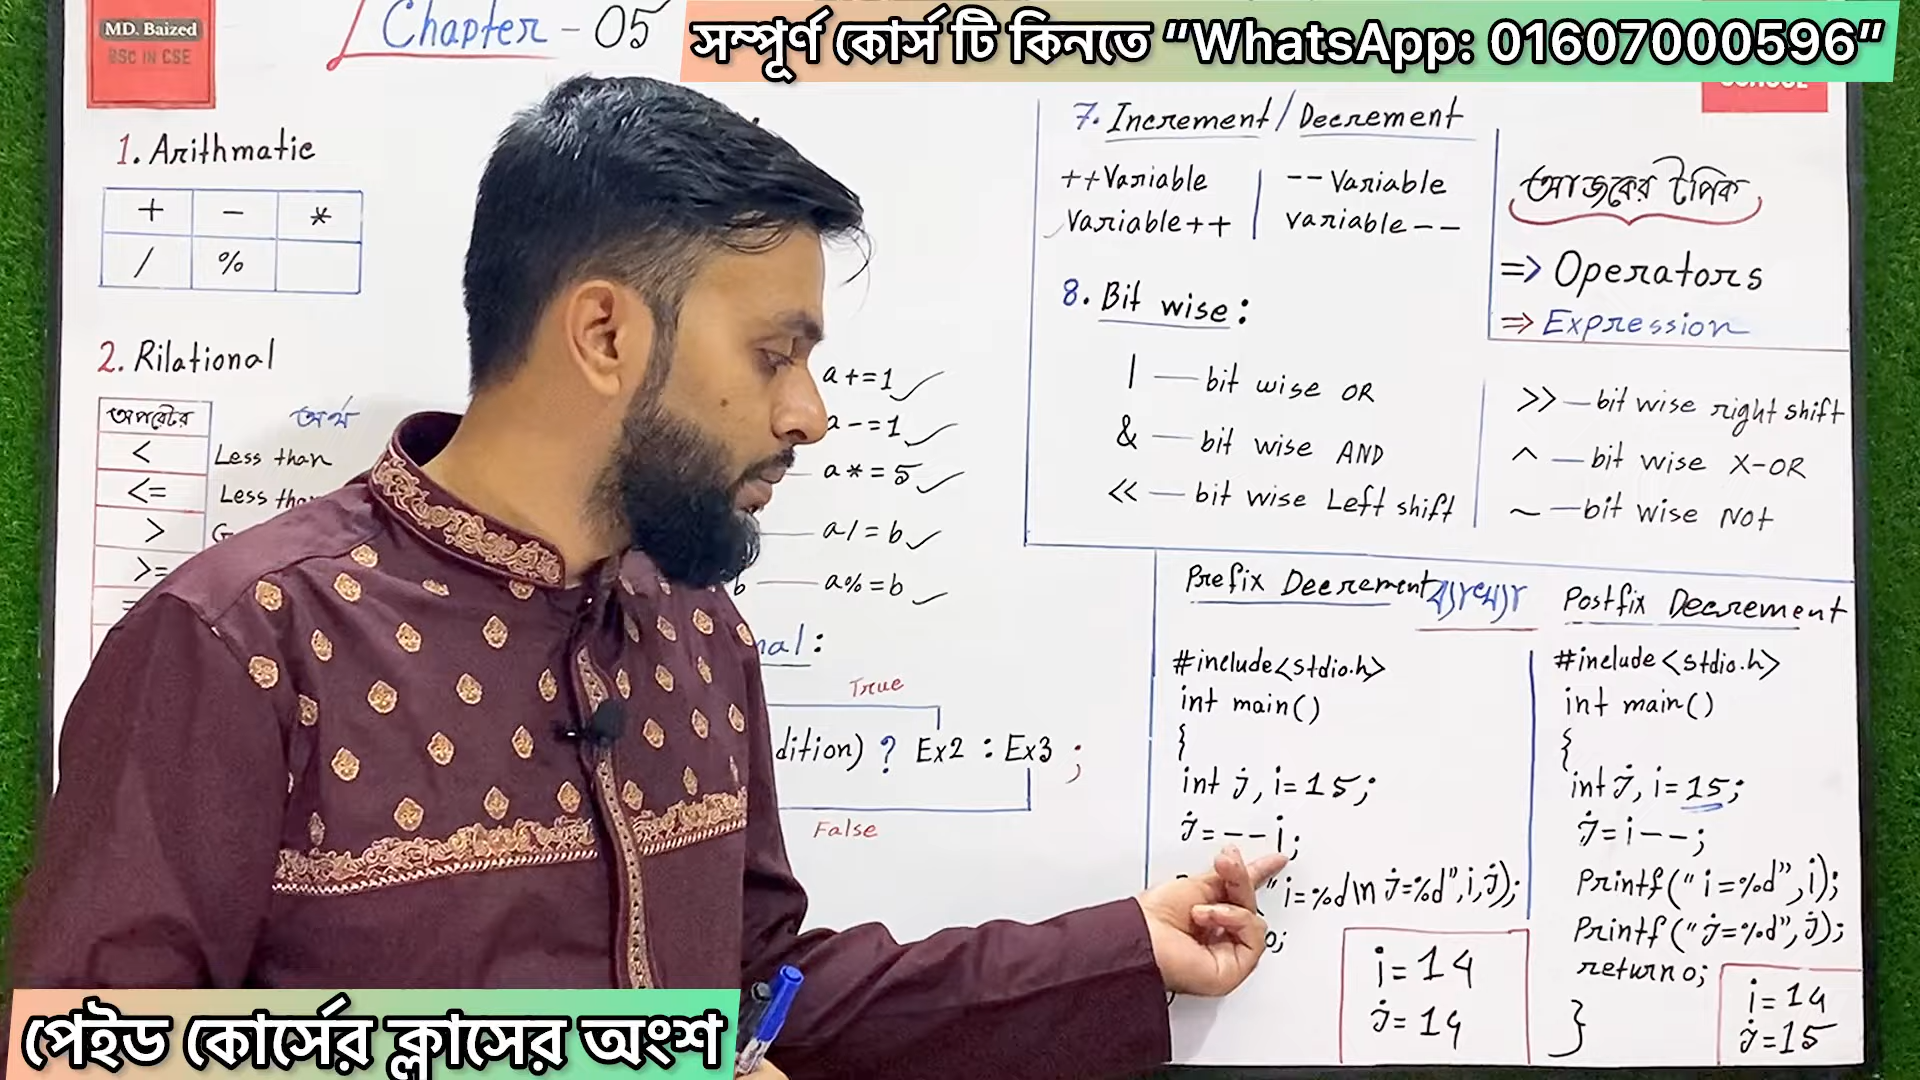 MD. Baized
BSC IN CSE
Chapter - 05
সম্পূর্ণ কোর্স টি কিনতে “WhatsApp: 01607000596”
1. Arithmatic
+ - *
/ %
2. Rilational
অপরেটর অর্থ
< Less than
<= Less than
>
>=
a+=1
a-=1
a*=5
a/=b
b — a%=b
nal:
True
dition) ? Ex2 : Ex3 ;
False
7. Increment / Decrement
++Variable | --Variable
Variable++ | variable--
8. Bit wise:
| — bit wise OR
& — bit wise AND
<< — bit wise Left shift
>> — bit wise right shift
^ — bit wise X-OR
~ — bit wise Not
আজকের টপিক
=> Operators
=> Expression
Prefix Decrement
#include<stdio.h>
int main()
{
int j, i=15;
j=--i;
"i=%d\n j=%d",i,j);
0;
i=14
j=14
Postfix Decrement
#include<stdio.h>
int main()
{
int j, i=15;
j=i--;
Printf("i=%d",i);
Printf("j=%d",j);
return 0;
}
i=14
j=15
পেইড কোর্সের ক্লাসের অংশ